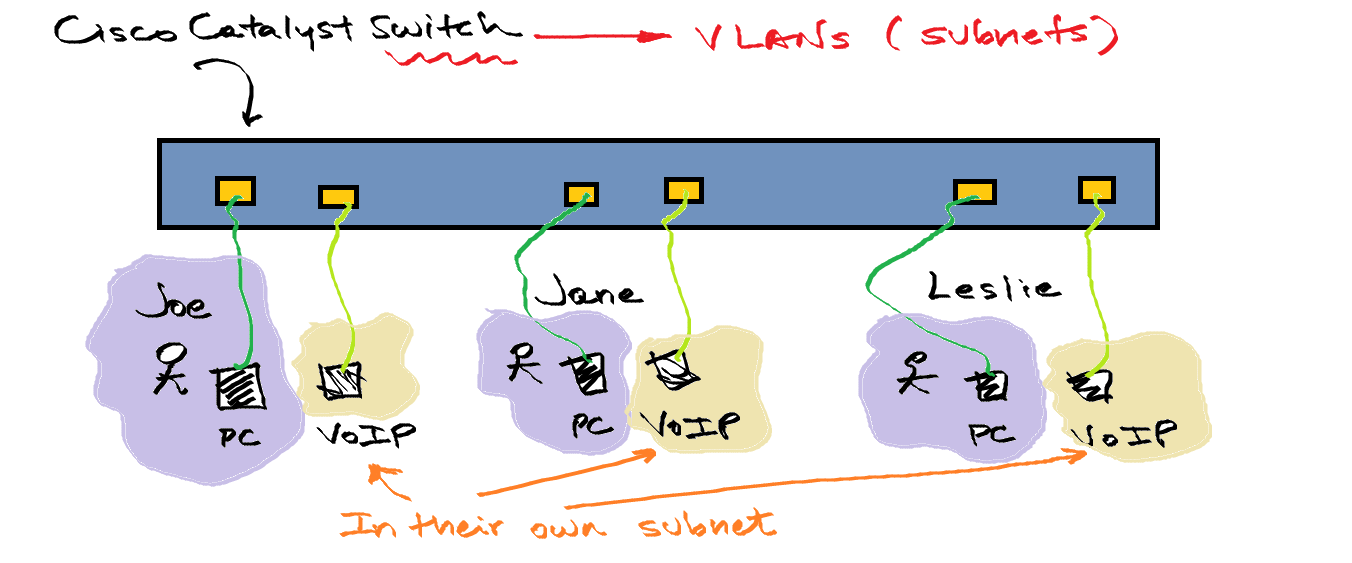 Cisco Catalyst Switch → VLANs (subnets)
Joe
Jane
Leslie
PC
VoIP
PC
VoIP
PC
VoIP
In their own subnet